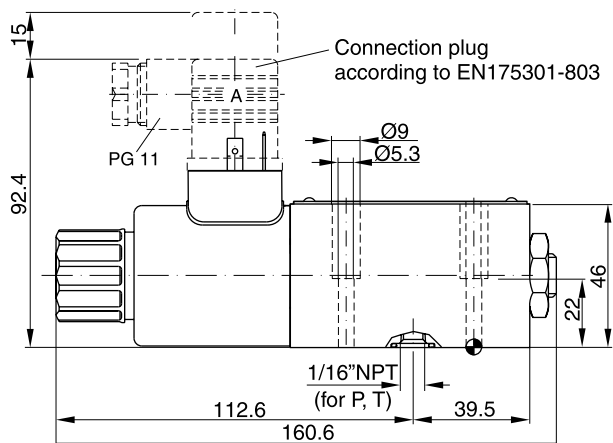 15
Connection plug
according to EN175301-803
A
Ø9
PG 11
Ø5.3
92.4
46
22
1/16”NPT
(for P, T)
112.6
39.5
160.6